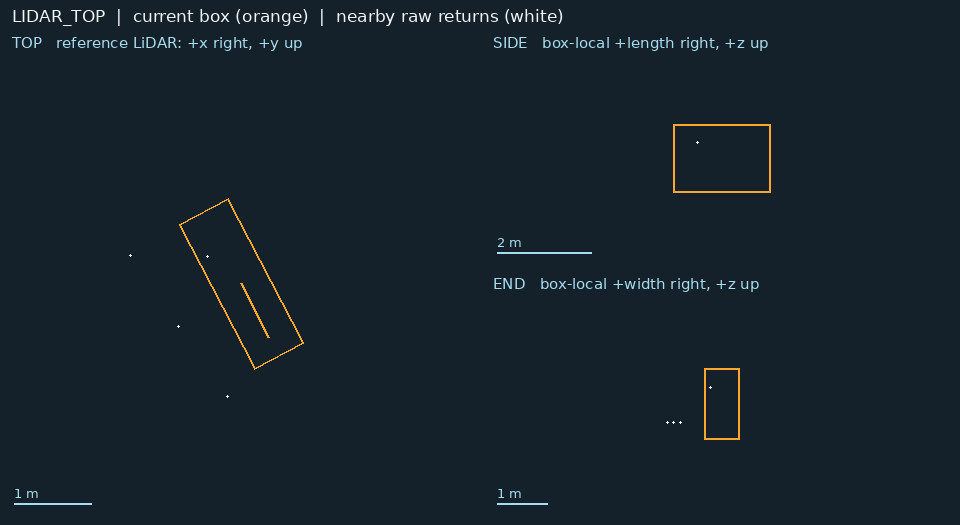 LIDAR_TOP | current box (orange) | nearby raw returns (white)
TOP reference LiDAR: +x right, +y up
SIDE box-local +length right, +z up
2 m
END box-local +width right, +z up
1 m
1 m